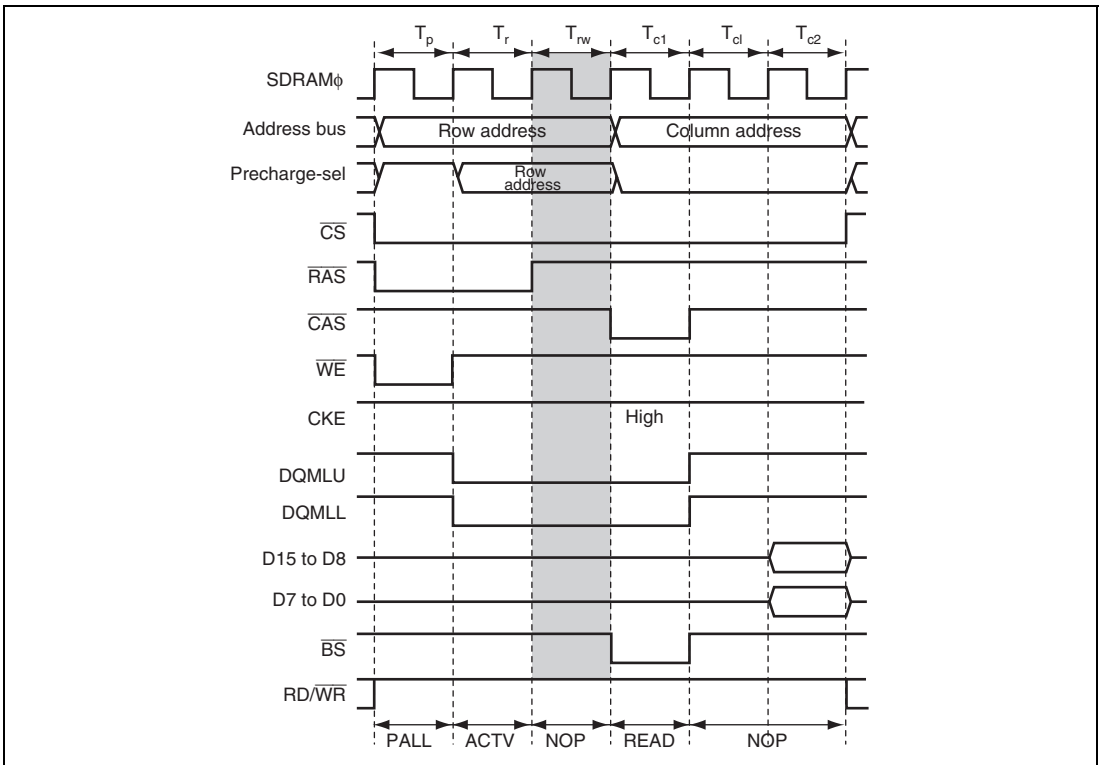 Tp Tr Trw Tc1 Tcl Tc2
SDRAMϕ
Address bus Row address Column address
Precharge-sel Row address
CS
RAS
CAS
WE
CKE High
DQMLU
DQMLL
D15 to D8
D7 to D0
BS
RD/WR
PALL ACTV NOP READ NOP